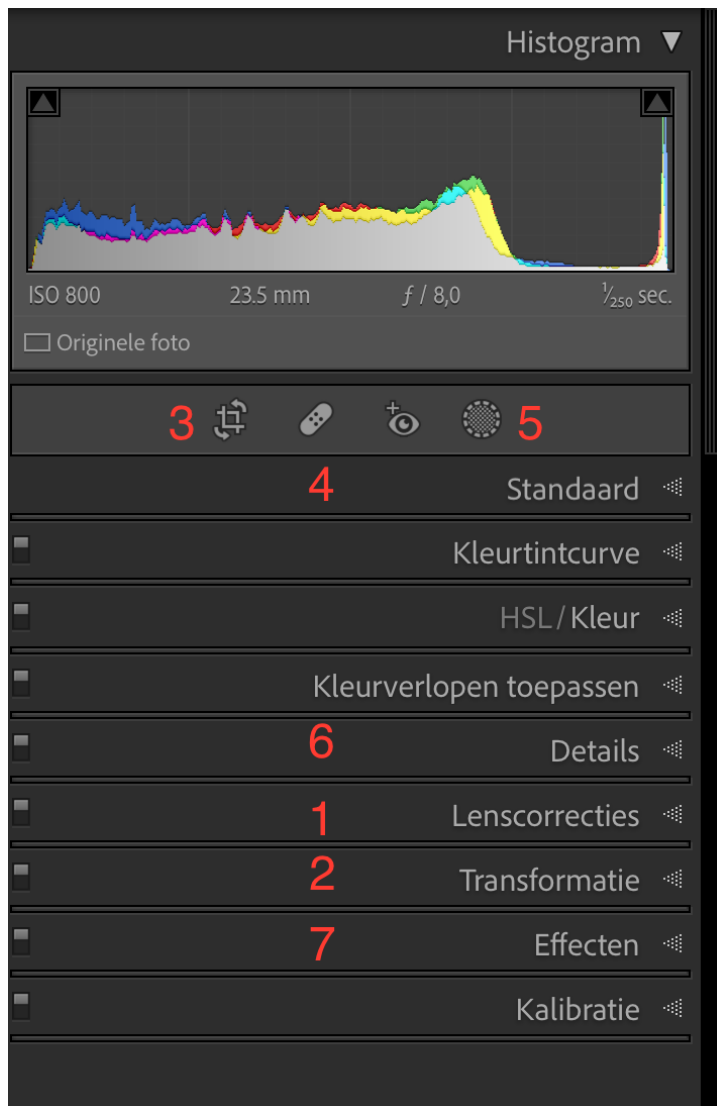 Histogram
ISO 800 23.5 mm ƒ / 8,0 1/250 sec.
Originele foto
3 5
4 Standaard
Kleurtintcurve
HSL / Kleur
Kleurverlopen toepassen
6 Details
1 Lenscorrecties
2 Transformatie
7 Effecten
Kalibratie